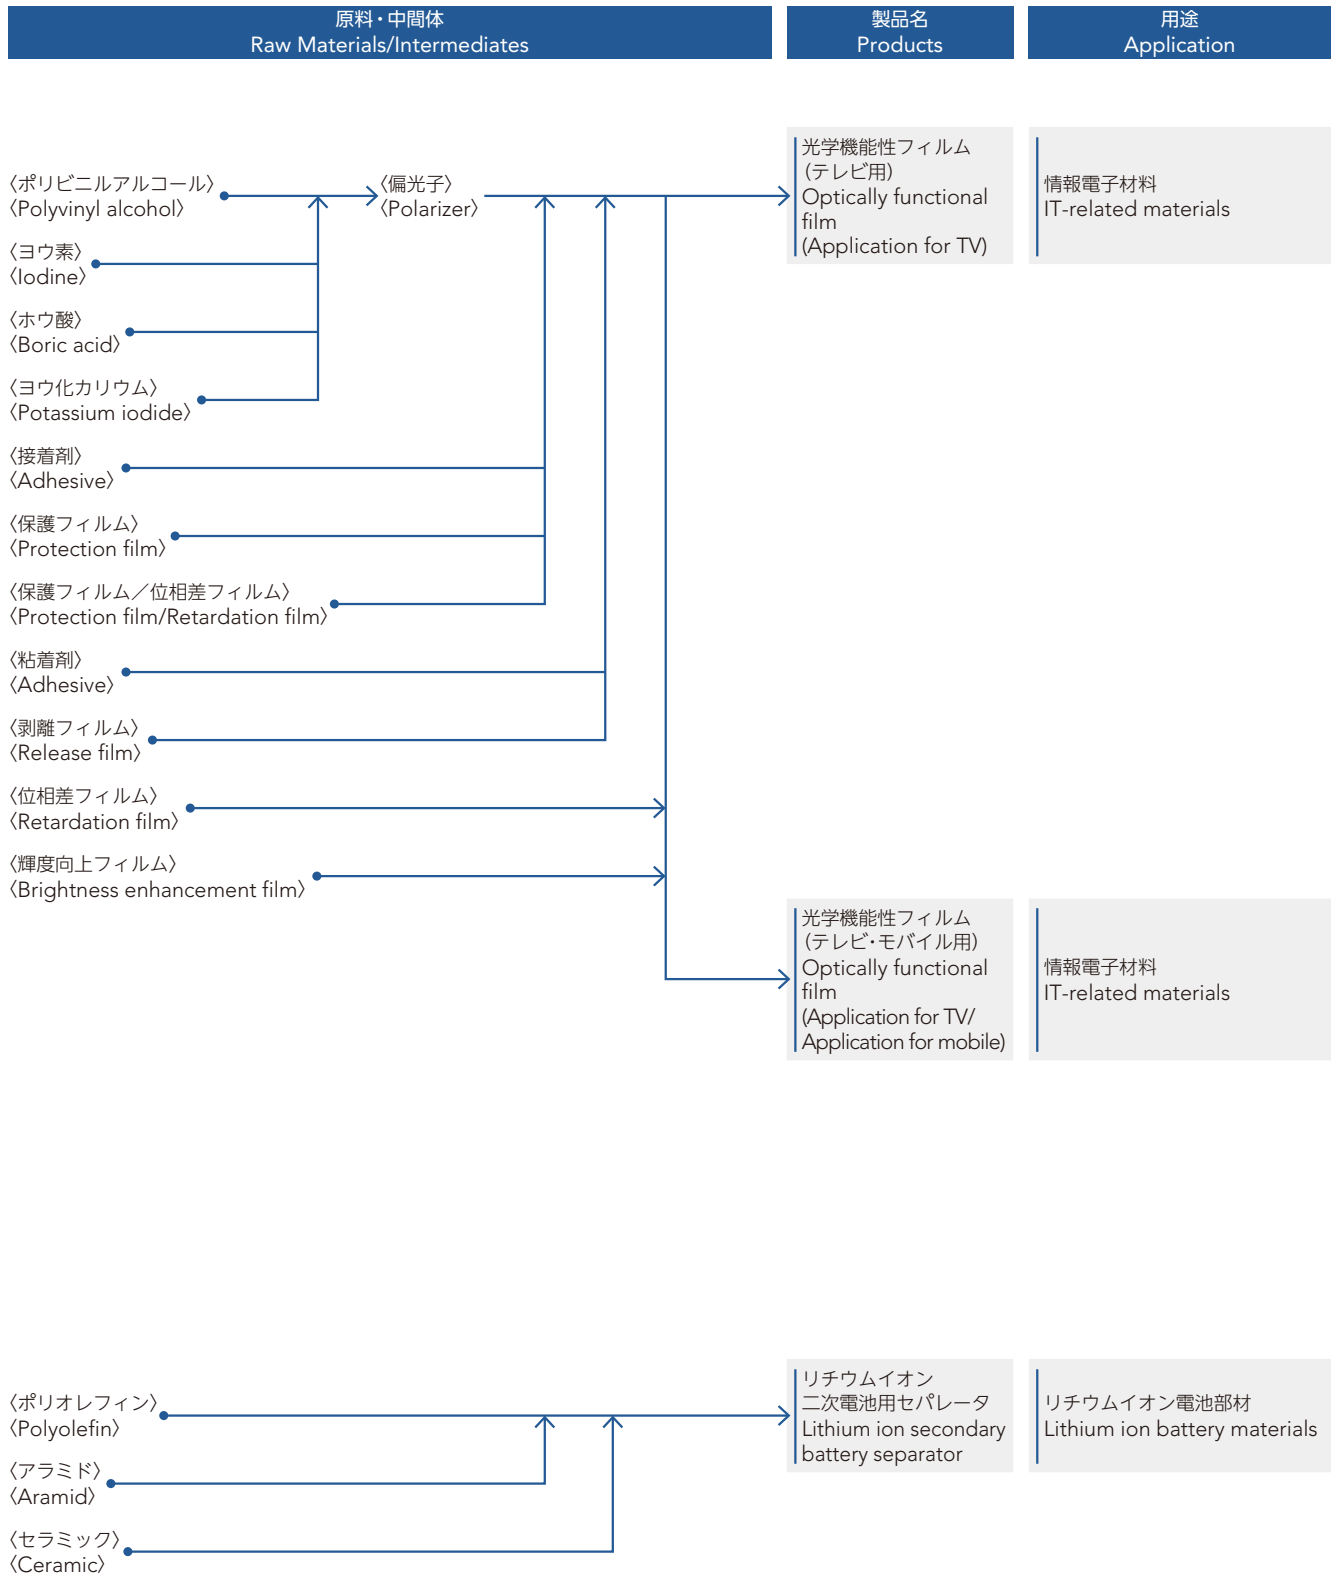 原料・中間体
Raw Materials/Intermediates
製品名
Products
用途
Application
〈ポリビニルアルコール〉
〈Polyvinyl alcohol〉
〈偏光子〉
〈Polarizer〉
光学機能性フィルム
（テレビ用）
Optically functional
film
(Application for TV)
情報電子材料
IT-related materials
〈ヨウ素〉
〈Iodine〉
〈ホウ酸〉
〈Boric acid〉
〈ヨウ化カリウム〉
〈Potassium iodide〉
〈接着剤〉
〈Adhesive〉
〈保護フィルム〉
〈Protection film〉
〈保護フィルム／位相差フィルム〉
〈Protection film/Retardation film〉
〈粘着剤〉
〈Adhesive〉
〈剥離フィルム〉
〈Release film〉
〈位相差フィルム〉
〈Retardation film〉
〈輝度向上フィルム〉
〈Brightness enhancement film〉
光学機能性フィルム
（テレビ・モバイル用）
Optically functional
film
(Application for TV/
Application for mobile)
情報電子材料
IT-related materials
〈ポリオレフィン〉
〈Polyolefin〉
リチウムイオン
二次電池用セパレータ
Lithium ion secondary
battery separator
リチウムイオン電池部材
Lithium ion battery materials
〈アラミド〉
〈Aramid〉
〈セラミック〉
〈Ceramic〉